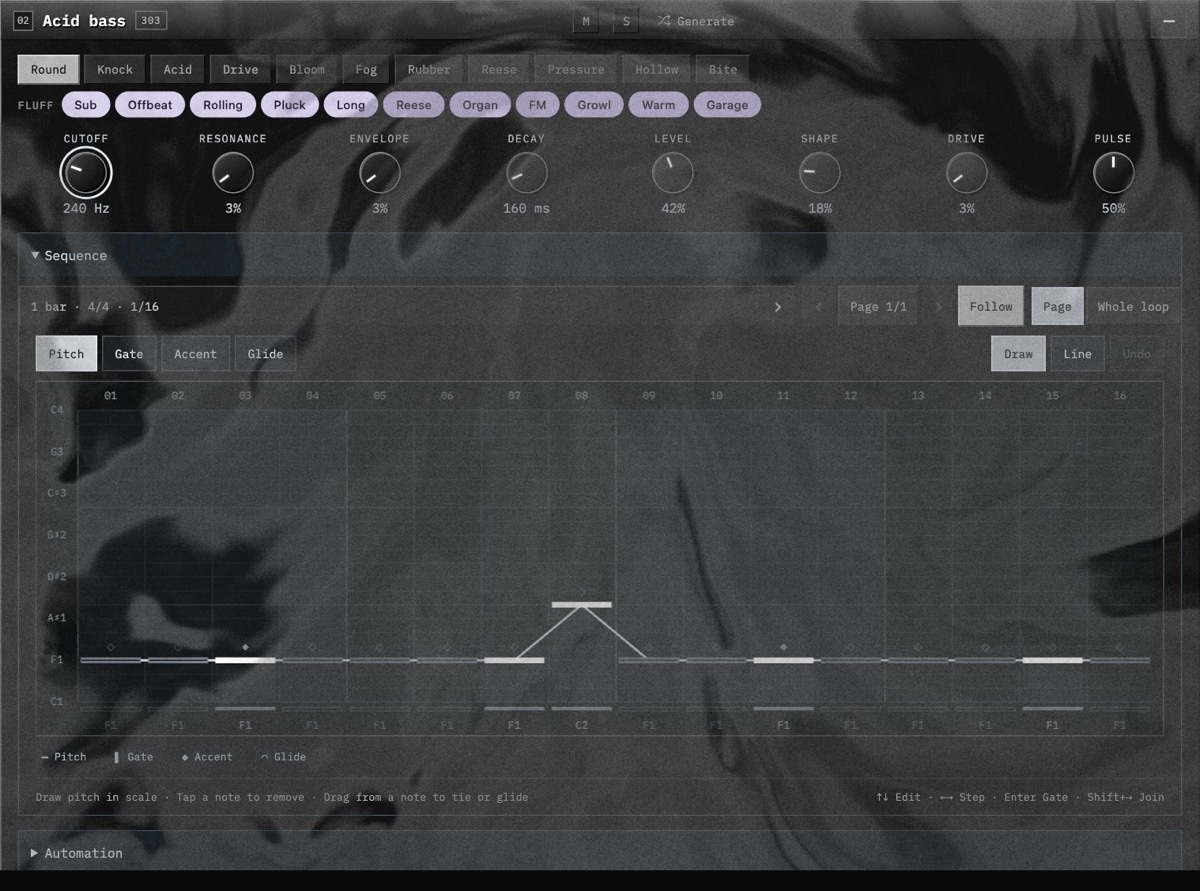 02 Acid bass 303 M S Generate
Round Knock Acid Drive Bloom Fog Rubber Reese Pressure Hollow Bite
FLUFF Sub Offbeat Rolling Pluck Long Reese Organ FM Growl Warm Garage
CUTOFF RESONANCE ENVELOPE DECAY LEVEL SHAPE DRIVE PULSE
240 Hz 3% 3% 160 ms 42% 18% 3% 50%
▼ Sequence
1 bar · 4/4 · 1/16 › ‹ Page 1/1 › Follow Page Whole loop
Pitch Gate Accent Glide Draw Line Undo
01 02 03 04 05 06 07 08 09 10 11 12 13 14 15 16
C4
G3
C♯3
G♯2
D♯2
A♯1
F1
C1
F1 F1 F1 F1 F1 F1 F1 C2 F1 F1 F1 F1 F1 F1 F1 F1
— Pitch ▌ Gate ◆ Accent ⌒ Glide
Draw pitch in scale · Tap a note to remove · Drag from a note to tie or glide ↑↓ Edit · ←→ Step · Enter Gate · Shift+→ Join
▶ Automation